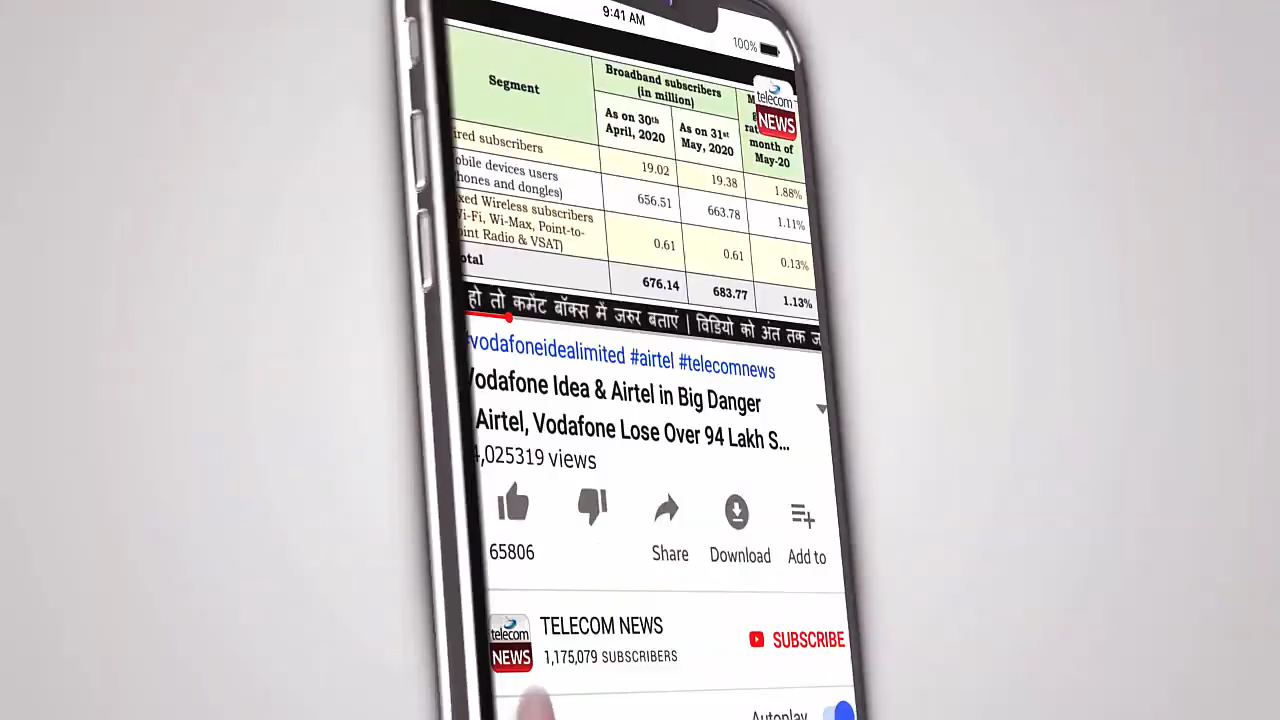 9:41 AM
100%
Segment
Broadband subscribers
(in million)
As on 30th
April, 2020
As on 31st
May, 2020
month of
May-20
telecom
NEWS
ired subscribers
19.02
19.38
1.88%
obile devices users
hones and dongles)
656.51
663.78
1.11%
xed Wireless subscribers
Wi-Fi, Wi-Max, Point-to-
oint Radio & VSAT)
0.61
0.61
0.13%
otal
676.14
683.77
1.13%
हो तो कमेंट बॉक्स में जरुर बताएं | विडियो को अंत तक
#vodafoneidealimited #airtel #telecomnews
Vodafone Idea & Airtel in Big Danger
Airtel, Vodafone Lose Over 94 Lakh S...
4,025319 views
65806
Share
Download
Add to
telecom
NEWS
TELECOM NEWS
1,175,079 SUBSCRIBERS
SUBSCRIBE
Autoplay